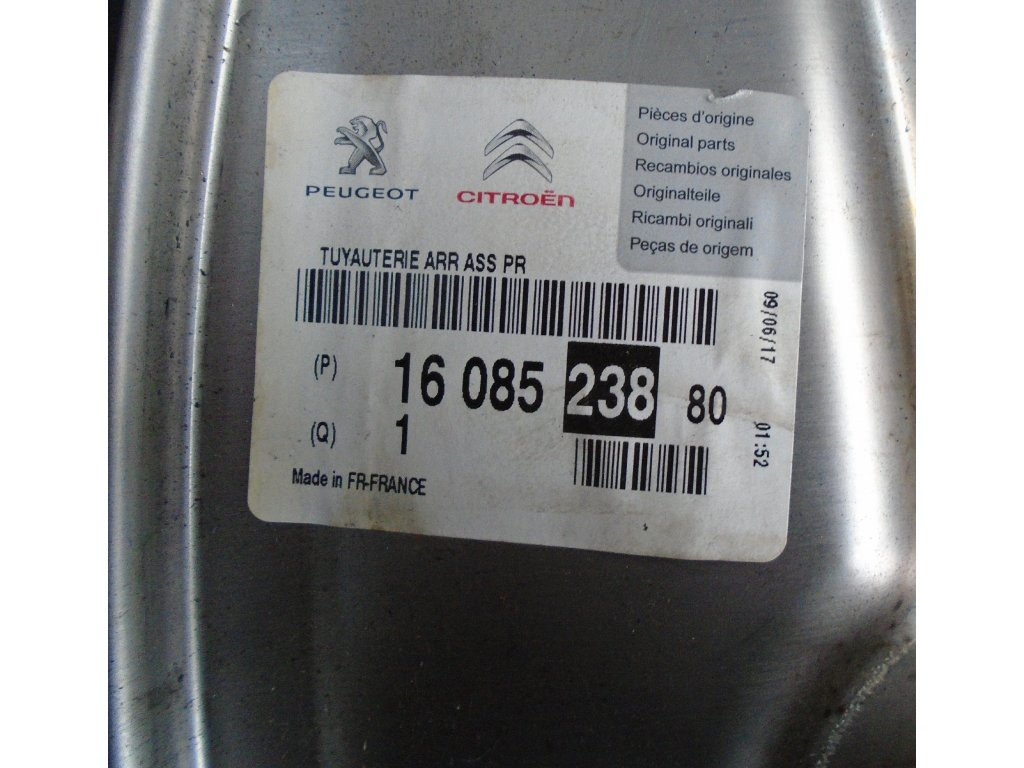 PEUGEOT
CITROËN
Pièces d'origine
Original parts
Recambios originales
Originalteile
Ricambi originali
Peças de origem
TUYAUTERIE ARR ASS PR
(P) 16 085 238 80
(Q) 1
Made in FR-FRANCE
09/06/17 01:52